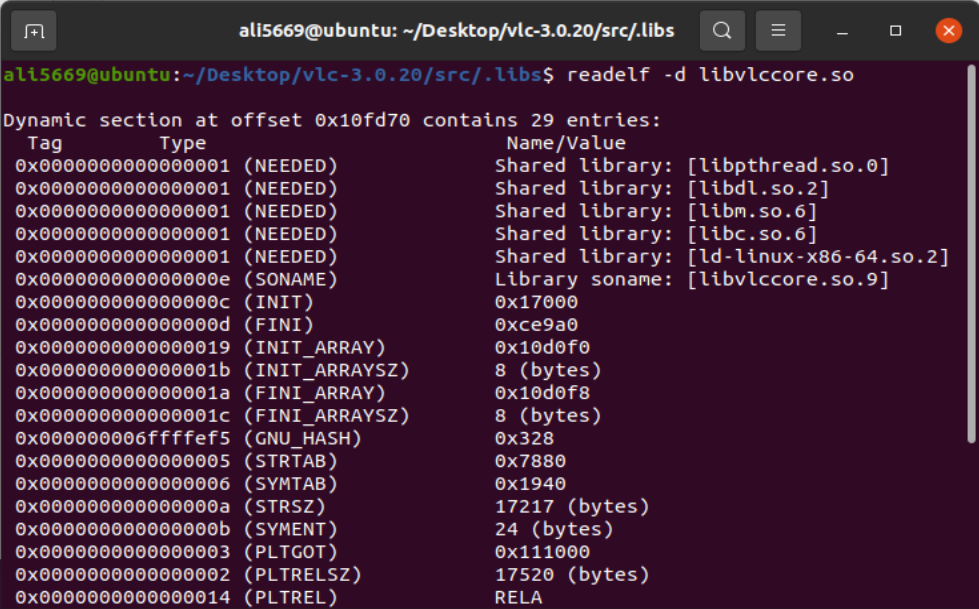 ali5669@ubuntu: ~/Desktop/vlc-3.0.20/src/.libs
ali5669@ubuntu:~/Desktop/vlc-3.0.20/src/.libs$ readelf -d libvlccore.so
Dynamic section at offset 0x10fd70 contains 29 entries:
Tag Type Name/Value
0x0000000000000001 (NEEDED) Shared library: [libpthread.so.0]
0x0000000000000001 (NEEDED) Shared library: [libdl.so.2]
0x0000000000000001 (NEEDED) Shared library: [libm.so.6]
0x0000000000000001 (NEEDED) Shared library: [libc.so.6]
0x0000000000000001 (NEEDED) Shared library: [ld-linux-x86-64.so.2]
0x000000000000000e (SONAME) Library soname: [libvlccore.so.9]
0x000000000000000c (INIT) 0x17000
0x000000000000000d (FINI) 0xce9a0
0x0000000000000019 (INIT_ARRAY) 0x10d0f0
0x000000000000001b (INIT_ARRAYSZ) 8 (bytes)
0x000000000000001a (FINI_ARRAY) 0x10d0f8
0x000000000000001c (FINI_ARRAYSZ) 8 (bytes)
0x000000006ffffef5 (GNU_HASH) 0x328
0x0000000000000005 (STRTAB) 0x7880
0x0000000000000006 (SYMTAB) 0x1940
0x000000000000000a (STRSZ) 17217 (bytes)
0x000000000000000b (SYMENT) 24 (bytes)
0x0000000000000003 (PLTGOT) 0x111000
0x0000000000000002 (PLTRELSZ) 17520 (bytes)
0x0000000000000014 (PLTREL) RELA